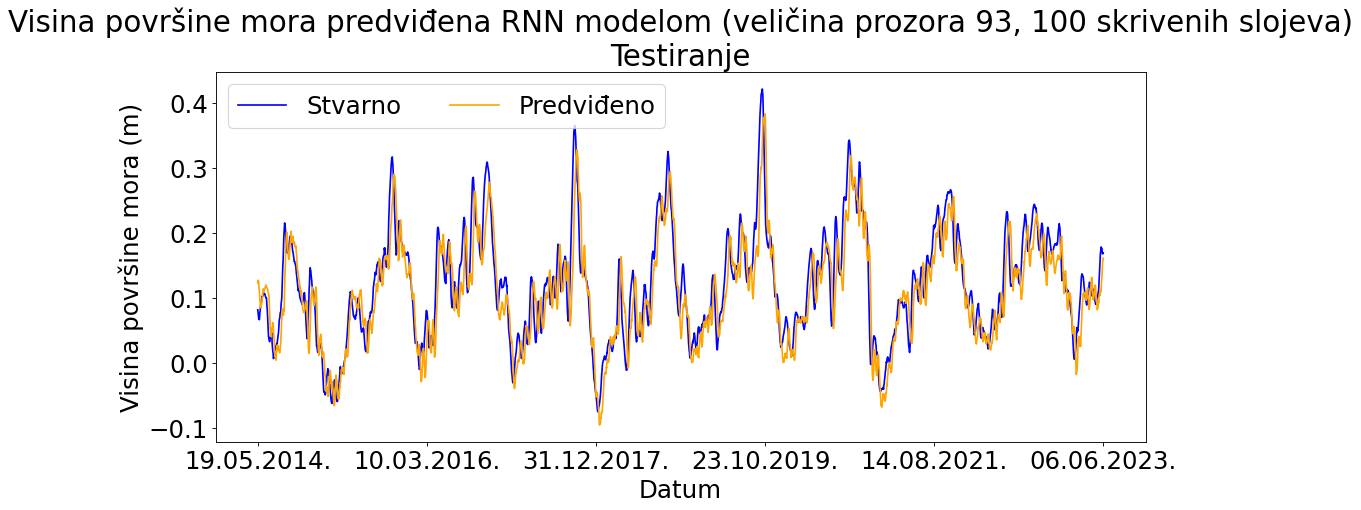 Visina površine mora predviđena RNN modelom (veličina prozora 93, 100 skrivenih slojeva)
Testiranje
Stvarno Predviđeno
Visina površine mora (m)
0.4
0.3
0.2
0.1
0.0
−0.1
19.05.2014. 10.03.2016. 31.12.2017. 23.10.2019. 14.08.2021. 06.06.2023.
Datum